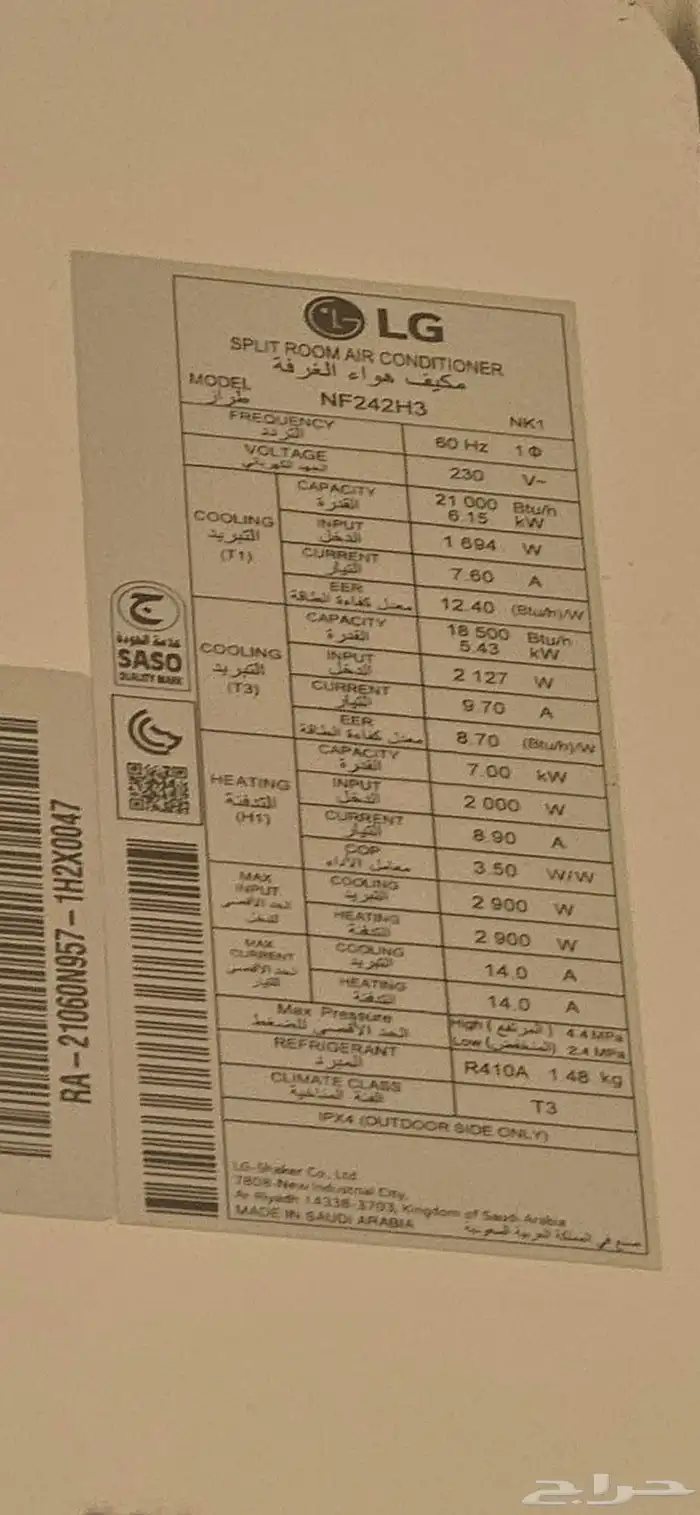 LG
SPLIT ROOM AIR CONDITIONER
مكيف هواء الغرفة
MODEL
طراز
NF242H3
NK1
FREQUENCY
التردد
60 Hz 1Φ
VOLTAGE
الجهد الكهربائي
230 V~
COOLING
التبريد
(T1)
CAPACITY
القدرة
21 000 Btu/h
6.15 kW
INPUT
الدخل
1 694 W
CURRENT
التيار
7.60 A
EER
معدل كفاءة الطاقة
12.40 (Btu/h)/W
COOLING
التبريد
(T3)
CAPACITY
القدرة
18 500 Btu/h
5.43 kW
INPUT
الدخل
2 127 W
CURRENT
التيار
9.70 A
EER
معدل كفاءة الطاقة
8.70 (Btu/h)/W
HEATING
التدفئة
(H1)
CAPACITY
القدرة
7.00 kW
INPUT
الدخل
2 000 W
CURRENT
التيار
8.90 A
COP
معامل الأداء
3.50 W/W
MAX
INPUT
الحد الأقصى
للدخل
COOLING
التبريد
2 900 W
HEATING
التدفئة
2 900 W
MAX
CURRENT
الحد الأقصى
للتيار
COOLING
التبريد
14.0 A
HEATING
التدفئة
14.0 A
Max Pressure
الحد الأقصى للضغط
High (المرتفع) 4.4 MPa
Low (المنخفض) 2.4 MPa
REFRIGERANT
المبرد
R410A 1.48 kg
CLIMATE CLASS
الفئة المناخية
T3
IPX4 (OUTDOOR SIDE ONLY)
LG-Shaker Co., Ltd.
7808-New Industrial City,
Ar Riyadh 14338-3703, Kingdom of Saudi Arabia
MADE IN SAUDI ARABIA
صنع في المملكة العربية السعودية
علامة الجودة
SASO
QUALITY MARK
RA-21060N957-1H2X0047
حراج